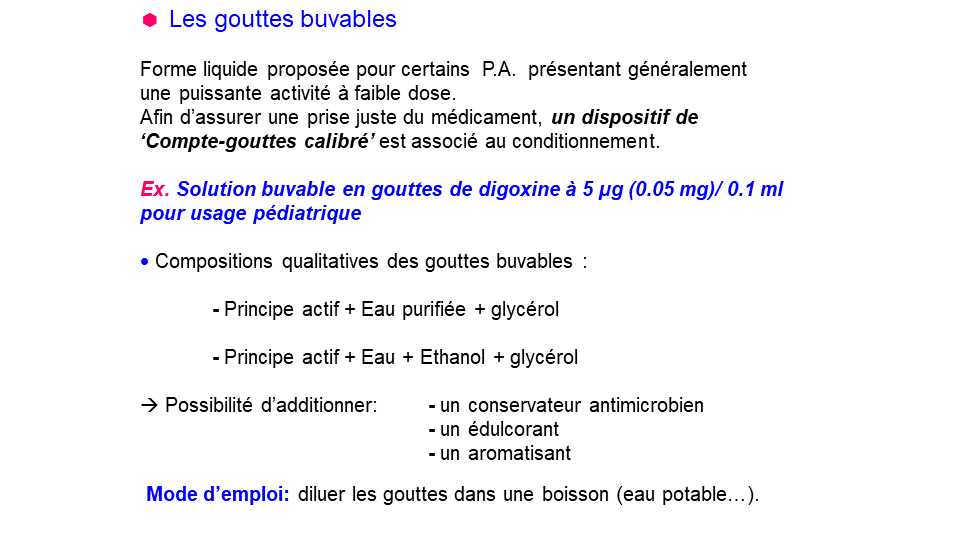 Les gouttes buvables
Forme liquide proposée pour certains P.A. présentant généralement
une puissante activité à faible dose.
Afin d'assurer une prise juste du médicament, un dispositif de
'Compte-gouttes calibré' est associé au conditionnement.
Ex. Solution buvable en gouttes de digoxine à 5 µg (0.05 mg)/ 0.1 ml
pour usage pédiatrique
• Compositions qualitatives des gouttes buvables :
- Principe actif + Eau purifiée + glycérol
- Principe actif + Eau + Ethanol + glycérol
→ Possibilité d'additionner: - un conservateur antimicrobien
- un édulcorant
- un aromatisant
Mode d'emploi: diluer les gouttes dans une boisson (eau potable…).